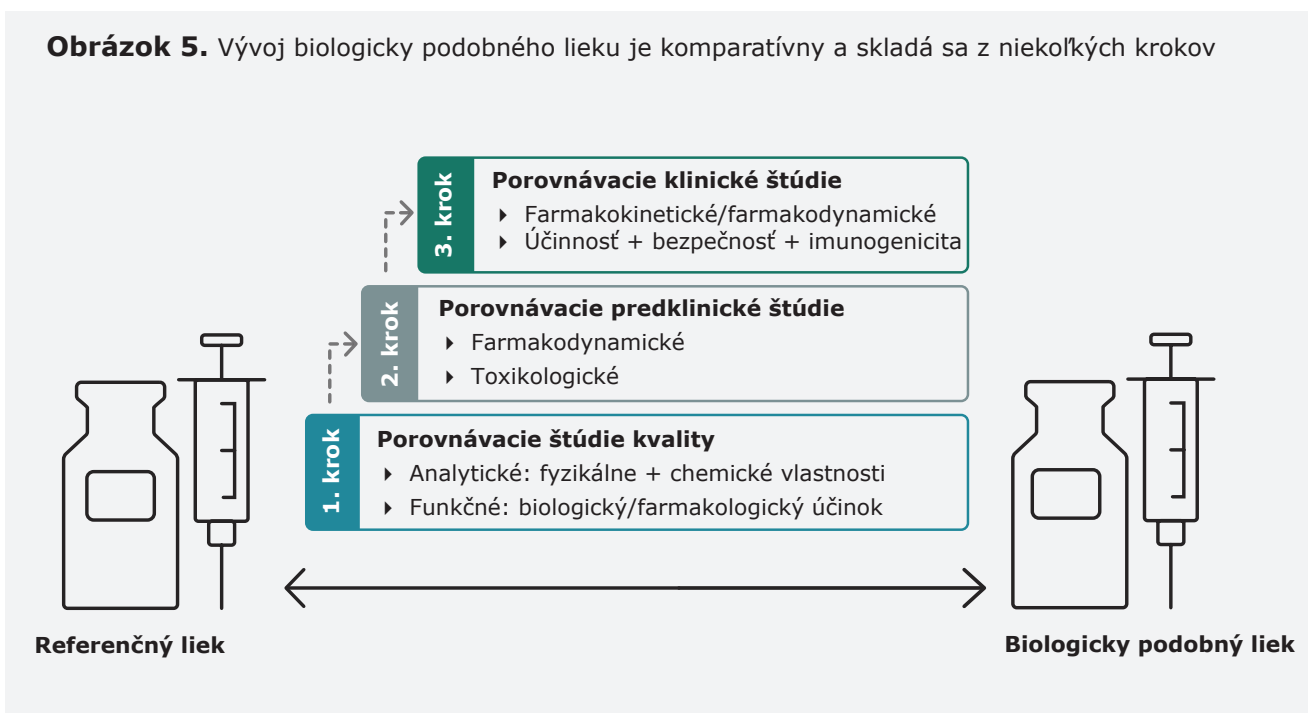 Obrázok 5. Vývoj biologicky podobného lieku je komparatívny a skladá sa z niekoľkých krokov
3. krok
Porovnávacie klinické štúdie
Farmakokinetické/farmakodynamické
Účinnosť + bezpečnosť + imunogenicita
2. krok
Porovnávacie predklinické štúdie
Farmakodynamické
Toxikologické
1. krok
Porovnávacie štúdie kvality
Analytické: fyzikálne + chemické vlastnosti
Funkčné: biologický/farmakologický účinok
Referenčný liek
Biologicky podobný liek